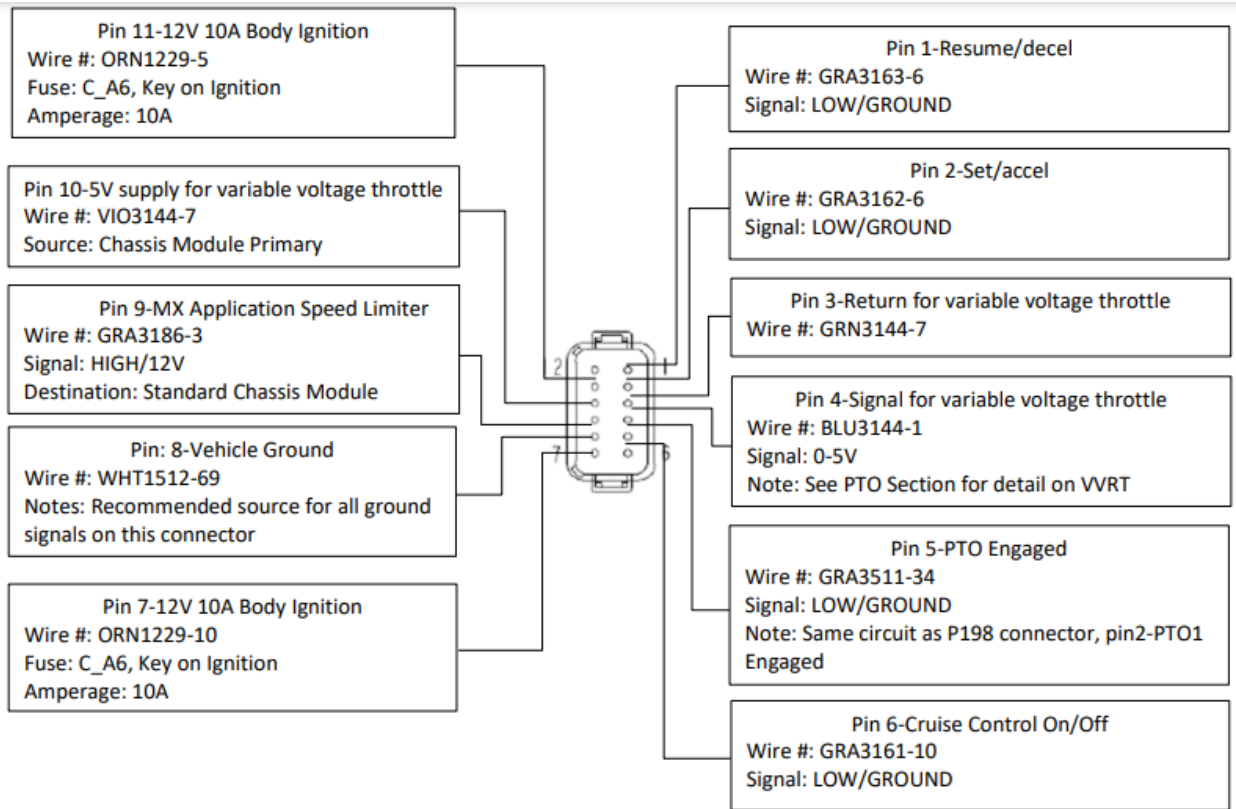 Pin 11-12V 10A Body Ignition
Wire #: ORN1229-5
Fuse: C_A6, Key on Ignition
Amperage: 10A
Pin 10-5V supply for variable voltage throttle
Wire #: VIO3144-7
Source: Chassis Module Primary
Pin 9-MX Application Speed Limiter
Wire #: GRA3186-3
Signal: HIGH/12V
Destination: Standard Chassis Module
Pin: 8-Vehicle Ground
Wire #: WHT1512-69
Notes: Recommended source for all ground
signals on this connector
Pin 7-12V 10A Body Ignition
Wire #: ORN1229-10
Fuse: C_A6, Key on Ignition
Amperage: 10A
12
1
7
6
Pin 1-Resume/decel
Wire #: GRA3163-6
Signal: LOW/GROUND
Pin 2-Set/accel
Wire #: GRA3162-6
Signal: LOW/GROUND
Pin 3-Return for variable voltage throttle
Wire #: GRN3144-7
Pin 4-Signal for variable voltage throttle
Wire #: BLU3144-1
Signal: 0-5V
Note: See PTO Section for detail on VVRT
Pin 5-PTO Engaged
Wire #: GRA3511-34
Signal: LOW/GROUND
Note: Same circuit as P198 connector, pin2-PTO1
Engaged
Pin 6-Cruise Control On/Off
Wire #: GRA3161-10
Signal: LOW/GROUND